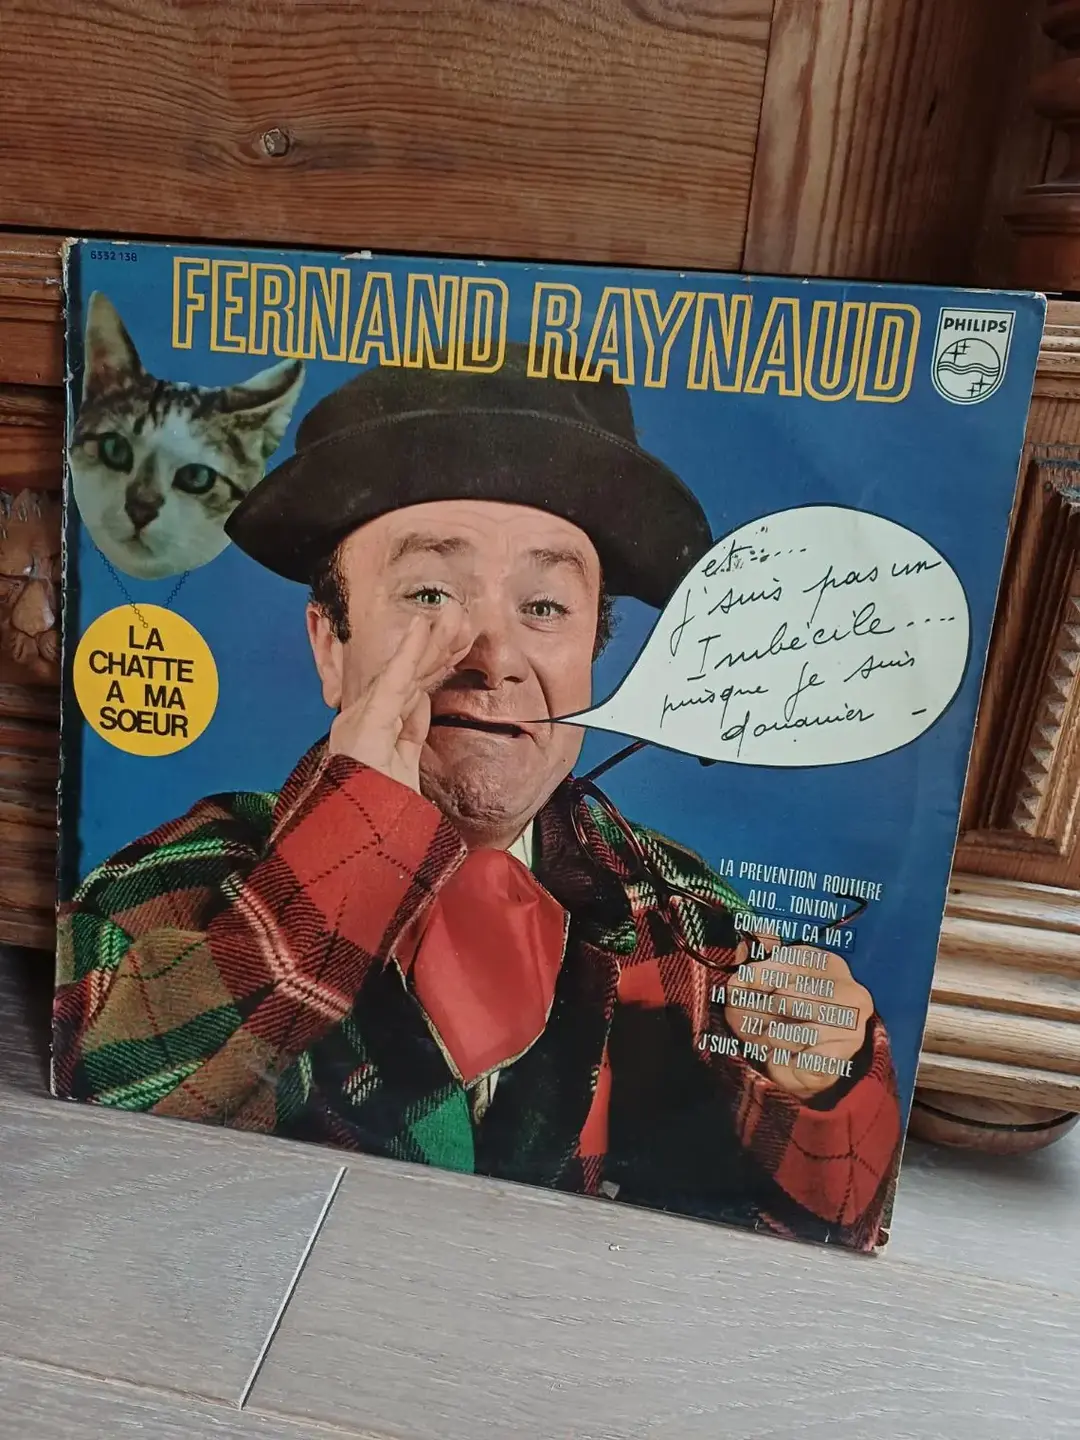 6332 138
FERNAND RAYNAUD
PHILIPS
et.....
j'suis pas un
Imbécile....
puisque je suis
douanier -
LA
CHATTE
A MA
SOEUR
LA PREVENTION ROUTIERE
ALLO... TONTON !
COMMENT CA VA ?
LA ROULETTE
ON PEUT REVER
LA CHATTE A MA SŒUR
ZIZI GOUGOU
J'SUIS PAS UN IMBECILE